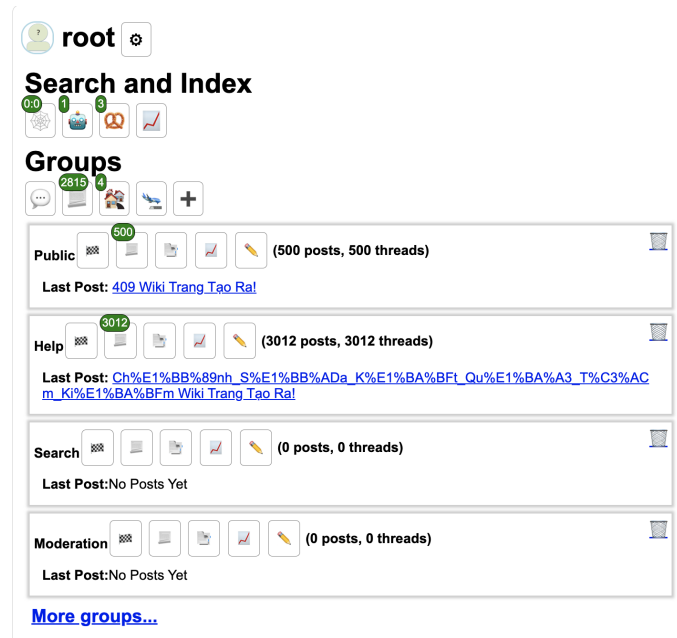 root
Search and Index
0:0 1 3
Groups
2815 4
500
Public (500 posts, 500 threads)
Last Post: 409 Wiki Trang Tạo Ra!
3012
Help (3012 posts, 3012 threads)
Last Post: Ch%E1%BB%89nh_S%E1%BB%ADa_K%E1%BA%BFt_Qu%E1%BA%A3_T%C3%AC
m_Ki%E1%BA%BFm Wiki Trang Tạo Ra!
Search (0 posts, 0 threads)
Last Post:No Posts Yet
Moderation (0 posts, 0 threads)
Last Post:No Posts Yet
More groups...